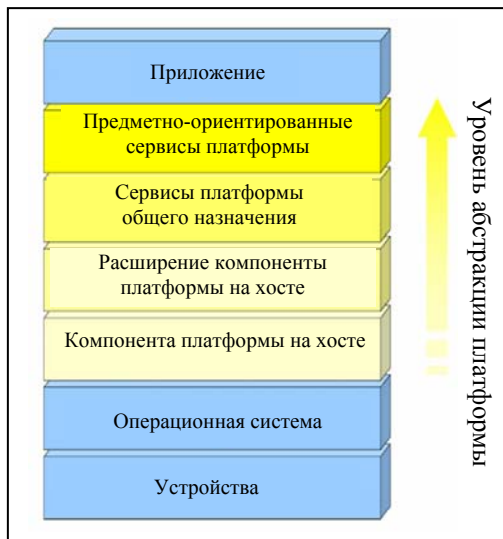 Приложение
Предметно-ориентированные
сервисы платформы
Сервисы платформы
общего назначения
Расширение компоненты
платформы на хосте
Компонента платформы на хосте
Операционная система
Устройства
Уровень абстракции платформы